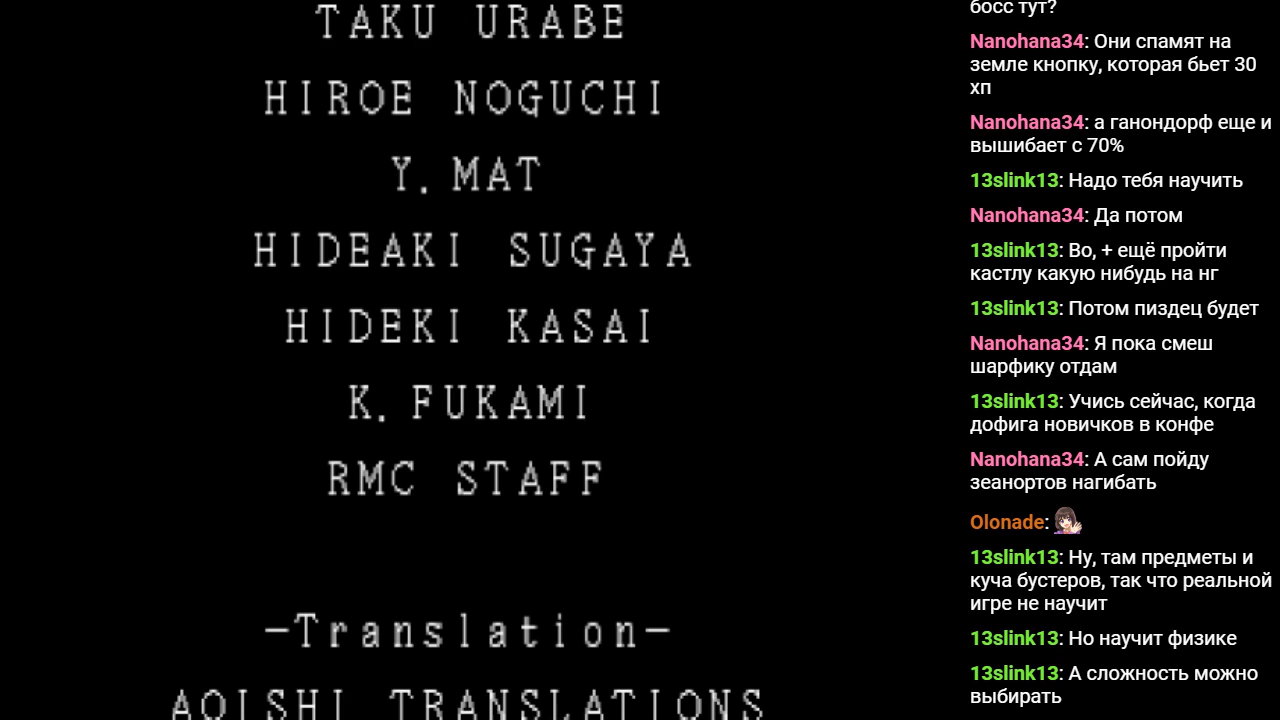 TAKU URABE
HIROE NOGUCHI
Y. MAT
HIDEAKI SUGAYA
HIDEKI KASAI
K. FUKAMI
RMC STAFF
—Translation—
AOISHI TRANSLATIONS
босс тут?
Nanohana34: Они спамят на
земле кнопку, которая бьет 30
хп
Nanohana34: а ганондорф еще и
вышибает с 70%
13slink13: Надо тебя научить
Nanohana34: Да потом
13slink13: Во, + ещё пройти
кастлу какую нибудь на нг
13slink13: Потом пиздец будет
Nanohana34: Я пока смеш
шарфику отдам
13slink13: Учись сейчас, когда
дофига новичков в конфе
Nanohana34: А сам пойду
зеанортов нагибать
Olonade:
13slink13: Ну, там предметы и
куча бустеров, так что реальной
игре не научит
13slink13: Но научит физике
13slink13: А сложность можно
выбирать